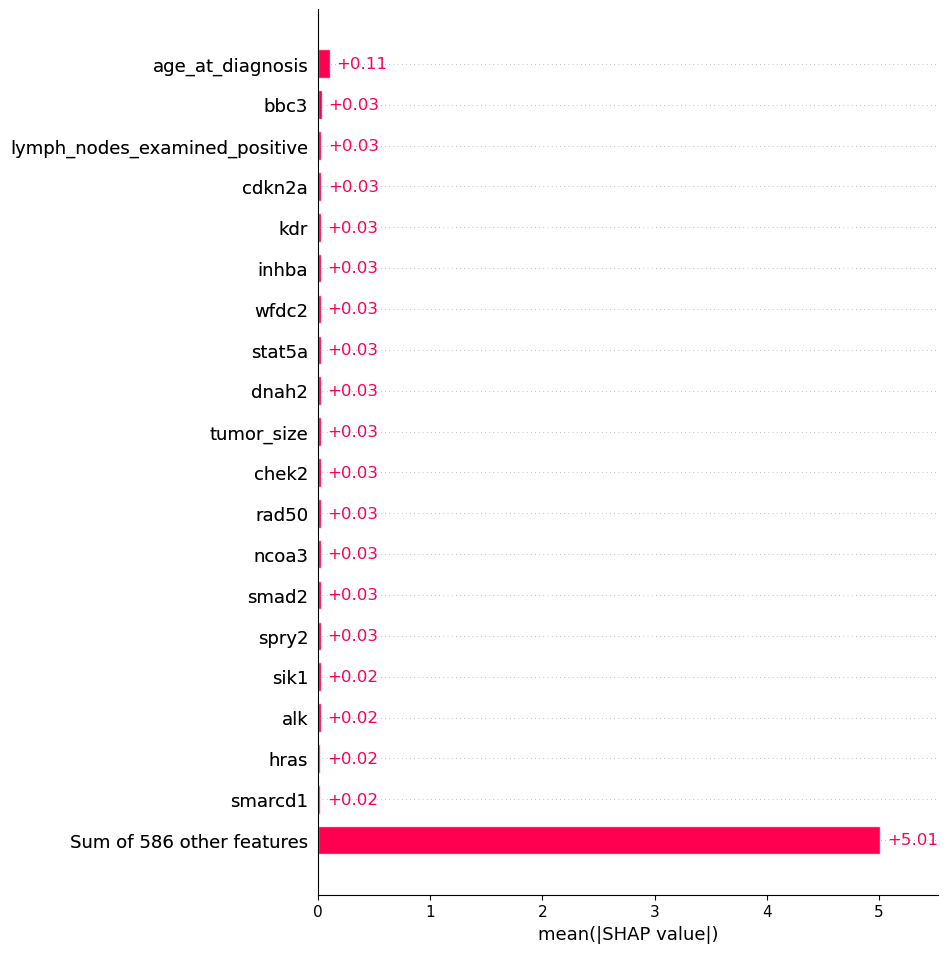 age_at_diagnosis +0.11
bbc3 +0.03
lymph_nodes_examined_positive +0.03
cdkn2a +0.03
kdr +0.03
inhba +0.03
wfdc2 +0.03
stat5a +0.03
dnah2 +0.03
tumor_size +0.03
chek2 +0.03
rad50 +0.03
ncoa3 +0.03
smad2 +0.03
spry2 +0.03
sik1 +0.02
alk +0.02
hras +0.02
smarcd1 +0.02
Sum of 586 other features +5.01
0 1 2 3 4 5
mean(|SHAP value|)